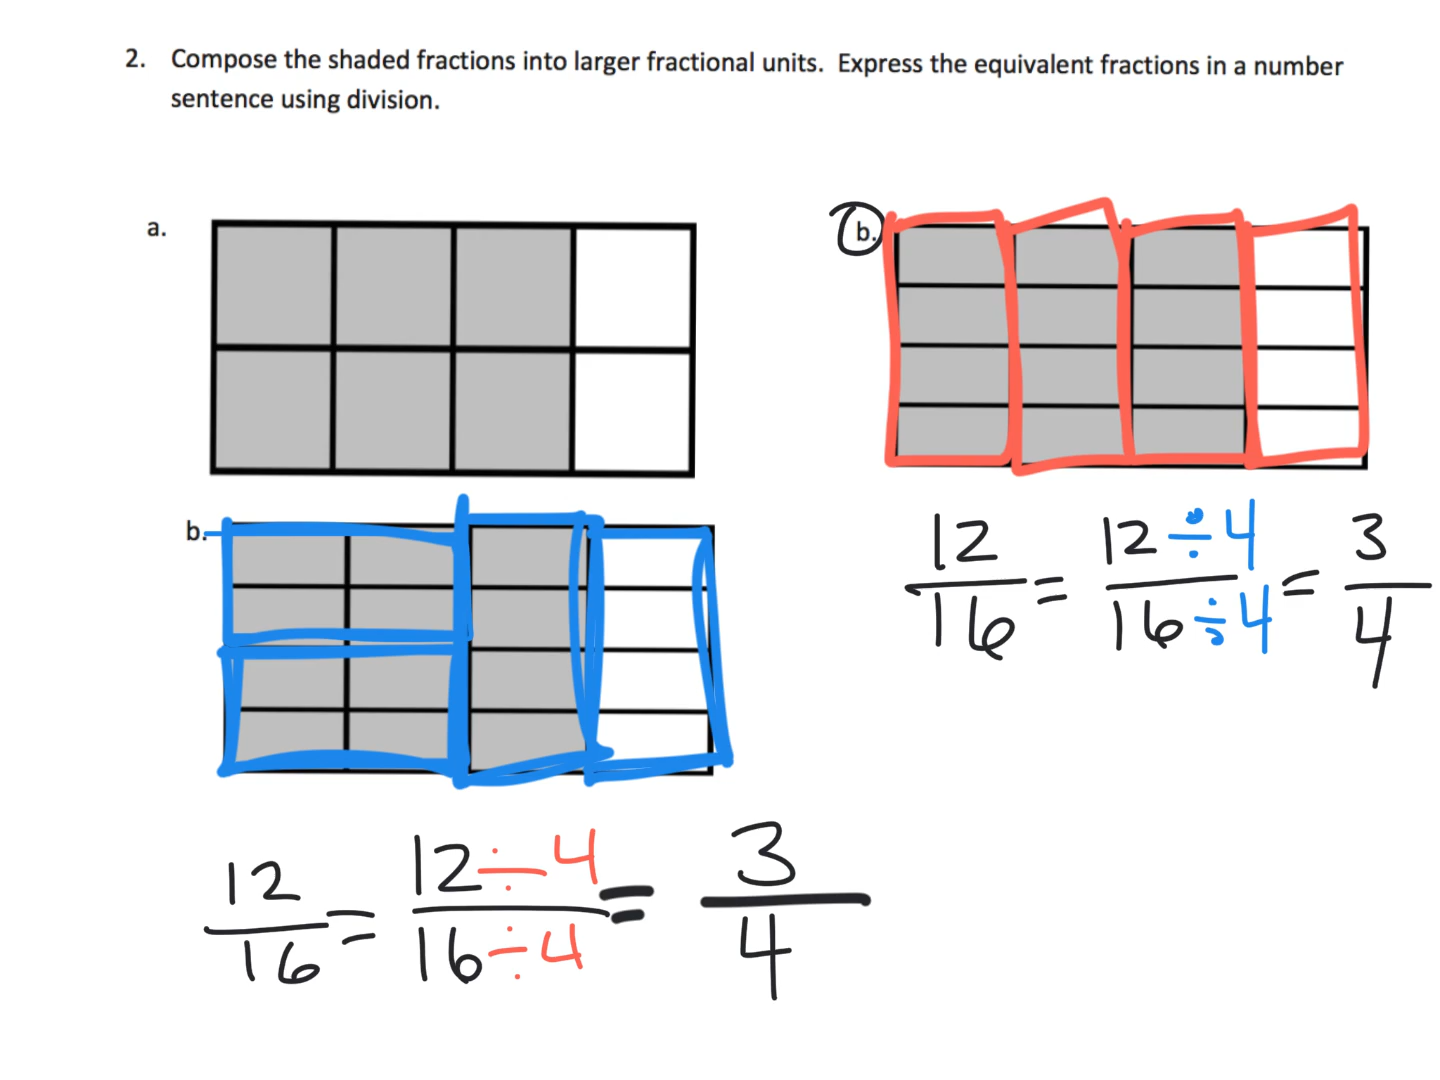 2. Compose the shaded fractions into larger fractional units. Express the equivalent fractions in a number
sentence using division.
a.
b.
b.
12/16 = 12÷4/16÷4 = 3/4
12/16 = 12÷4/16÷4 = 3/4